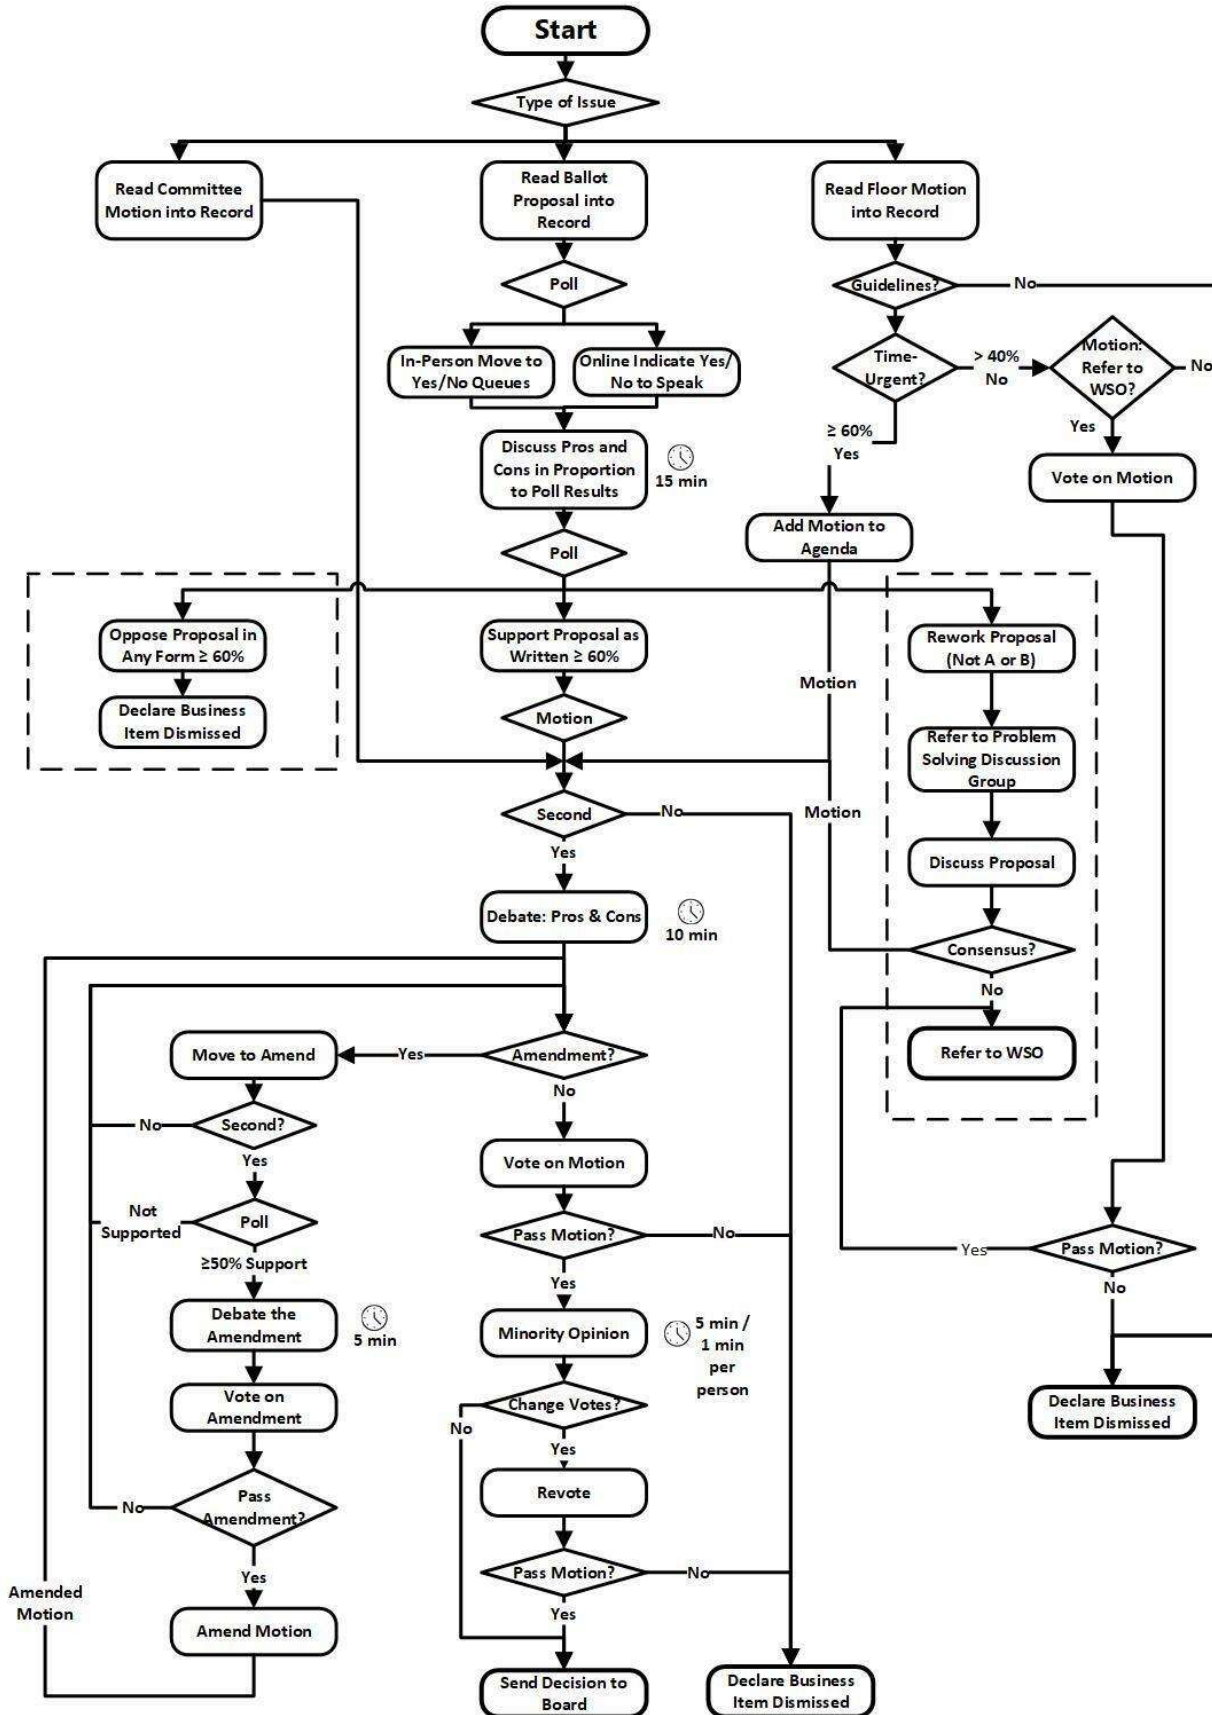 Start
Type of Issue
Read Committee
Motion into Record
Read Ballot
Proposal into
Record
Read Floor Motion
into Record
Poll
Guidelines?
No
In-Person Move to
Yes/No Queues
Online Indicate Yes/
No to Speak
Time-
Urgent?
> 40%
No
Motion:
Refer to
WSO?
No
Yes
≥ 60%
Yes
Discuss Pros and
Cons in Proportion
to Poll Results
15 min
Vote on Motion
Add Motion to
Agenda
Poll
Oppose Proposal in
Any Form ≥ 60%
Support Proposal as
Written ≥ 60%
Rework Proposal
(Not A or B)
Motion
Declare Business
Item Dismissed
Motion
Refer to Problem
Solving Discussion
Group
Second
No
Motion
Yes
Discuss Proposal
Debate: Pros & Cons
10 min
Consensus?
No
Move to Amend
Yes
Amendment?
Refer to WSO
No
Second?
No
Yes
Vote on Motion
Not
Supported
Poll
Pass Motion?
No
Yes
Pass Motion?
≥50% Support
Yes
No
Debate the
Amendment
5 min
Minority Opinion
5 min /
1 min
per
person
Vote on
Amendment
Change Votes?
No
Yes
Declare Business
Item Dismissed
Pass
Amendment?
No
Revote
Yes
Pass Motion?
No
Yes
Amended
Motion
Amend Motion
Send Decision to
Board
Declare Business
Item Dismissed